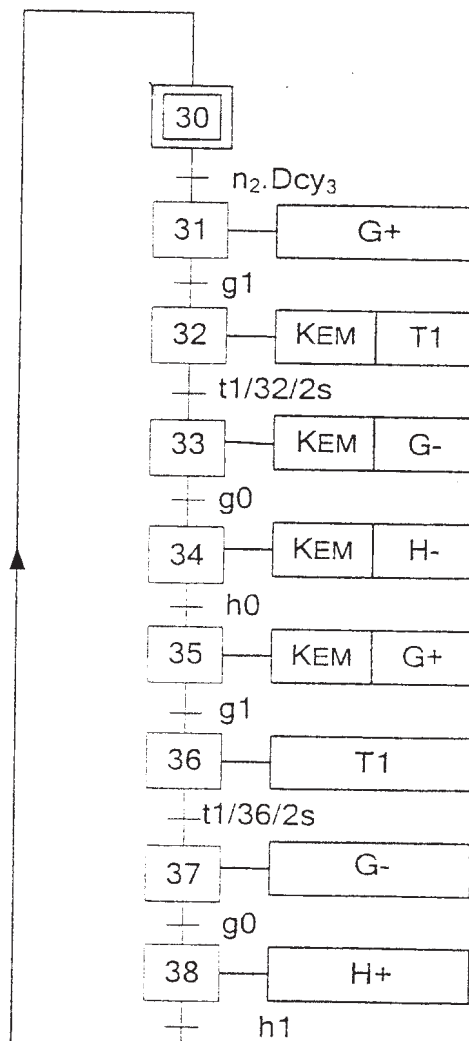 30
n₂.Dcy₃
31 G+
g1
32 KEM T1
t1/32/2s
33 KEM G-
g0
34 KEM H-
h0
35 KEM G+
g1
36 T1
t1/36/2s
37 G-
g0
38 H+
h1